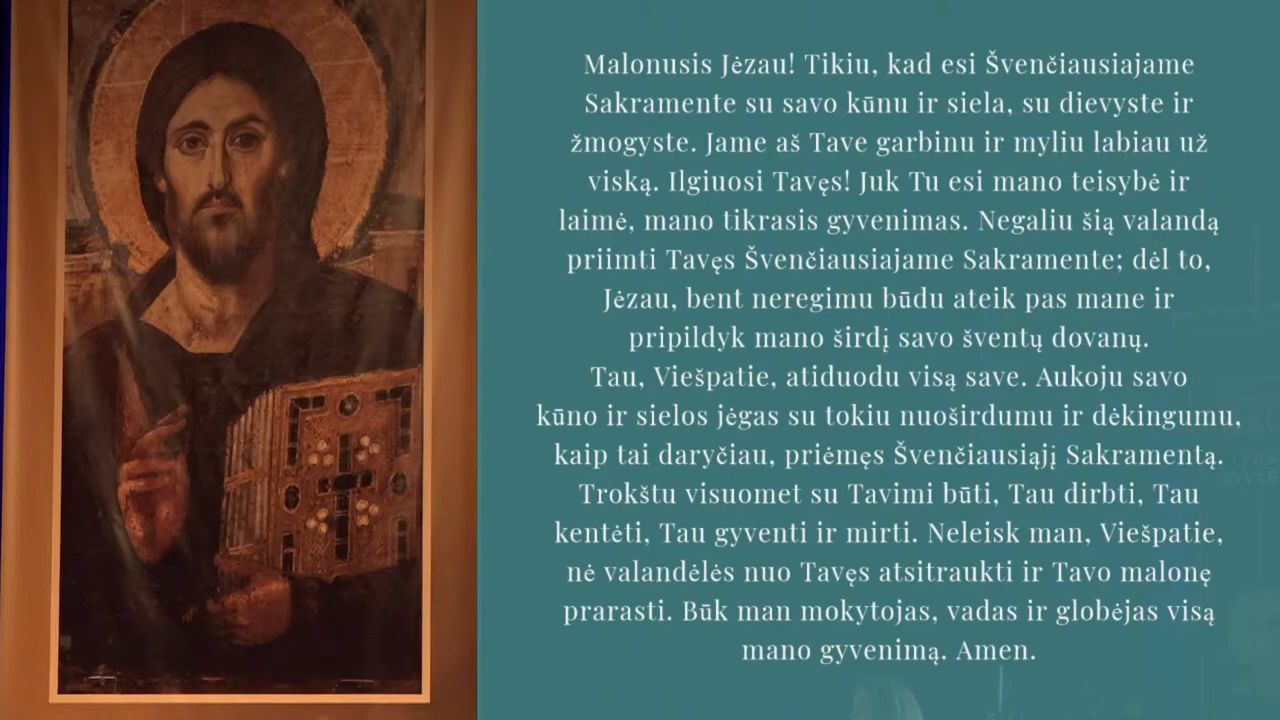 Malonusis Jėzau! Tikiu, kad esi Švenčiausiajame
Sakramente su savo kūnu ir siela, su dievyste ir
žmogyste. Jame aš Tave garbinu ir myliu labiau už
viską. Ilgiuosi Tavęs! Juk Tu esi mano teisybė ir
laimė, mano tikrasis gyvenimas. Negaliu šią valandą
priimti Tavęs Švenčiausiajame Sakramente; dėl to,
Jėzau, bent neregimu būdu ateik pas mane ir
pripildyk mano širdį savo šventų dovanų.
Tau, Viešpatie, atiduodu visą save. Aukoju savo
kūno ir sielos jėgas su tokiu nuoširdumu ir dėkingumu,
kaip tai daryčiau, priėmęs Švenčiausiąjį Sakramentą.
Trokštu visuomet su Tavimi būti, Tau dirbti, Tau
kentėti, Tau gyventi ir mirti. Neleisk man, Viešpatie,
nė valandėlės nuo Tavęs atsitraukti ir Tavo malonę
prarasti. Būk man mokytojas, vadas ir globėjas visą
mano gyvenimą. Amen.